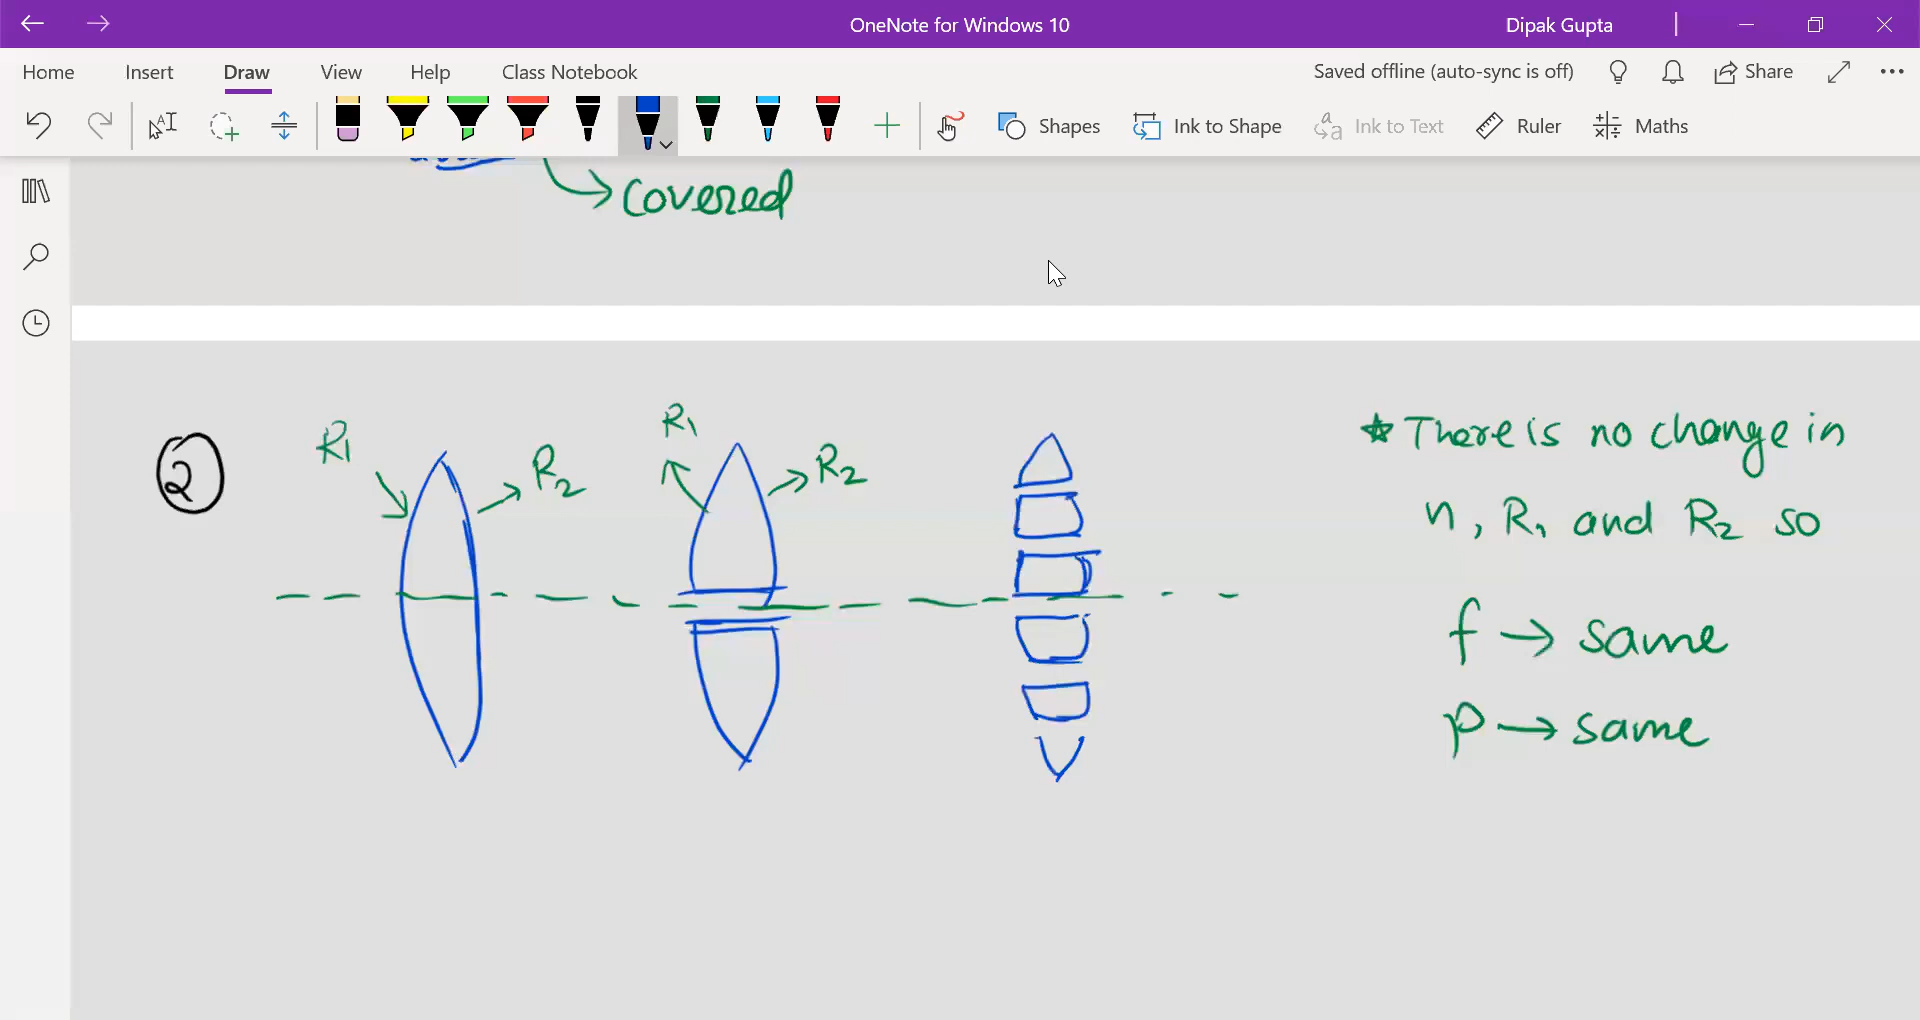 OneNote for Windows 10
Dipak Gupta
Home Insert Draw View Help Class Notebook
Saved offline (auto-sync is off) Share
Shapes Ink to Shape Ink to Text Ruler Maths
covered
2
R1 R2
R1 R2
There is no change in
n, R1 and R2 so
f → same
p → same